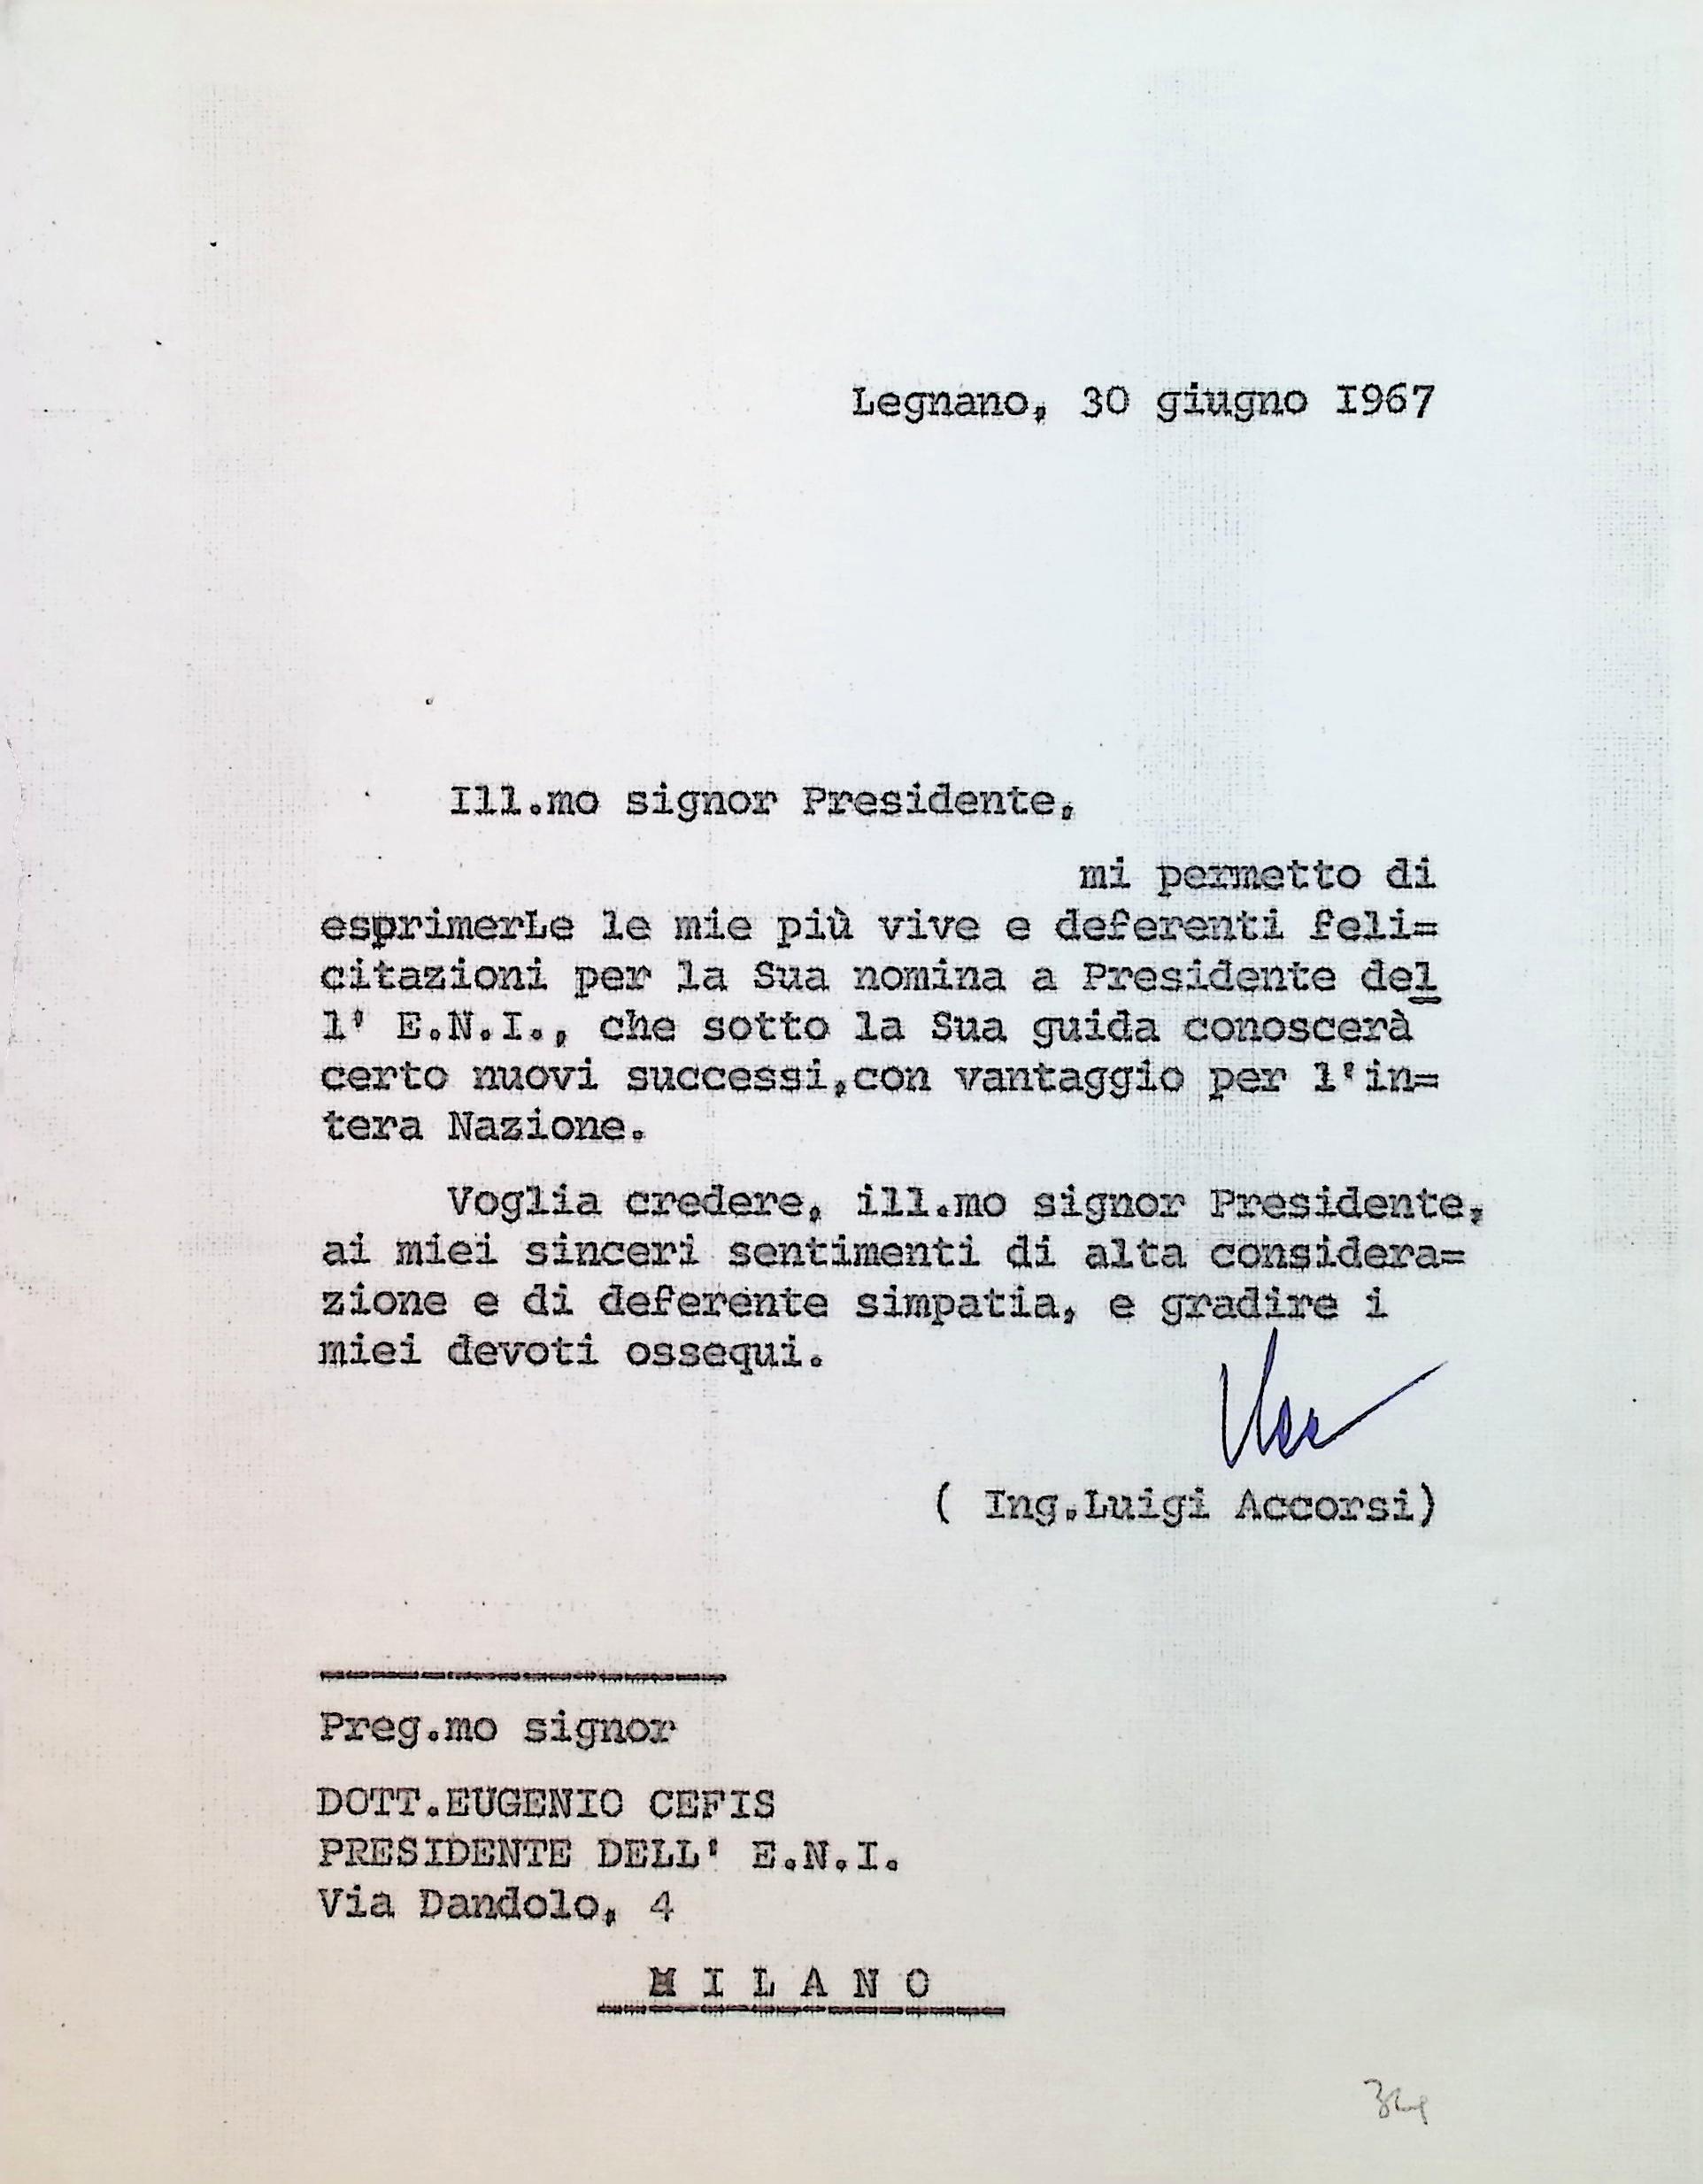 Legnano, 30 giugno I967
Ill.mo signor Presidente,
mi permetto di
esprimerLe le mie più vive e deferenti feli=
citazioni per la Sua nomina a Presidente del
l' E.N.I., che sotto la Sua guida conoscerà
certo nuovi successi,con vantaggio per l'in=
tera Nazione.
Voglia credere, ill.mo signor Presidente,
ai miei sinceri sentimenti di alta considera=
zione e di deferente simpatia, e gradire i
miei devoti ossequi.
( Ing.Luigi Accorsi)
Preg.mo signor
DOTT.EUGENIO CEFIS
PRESIDENTE DELL' E.N.I.
Via Dandolo, 4
M I L A N O